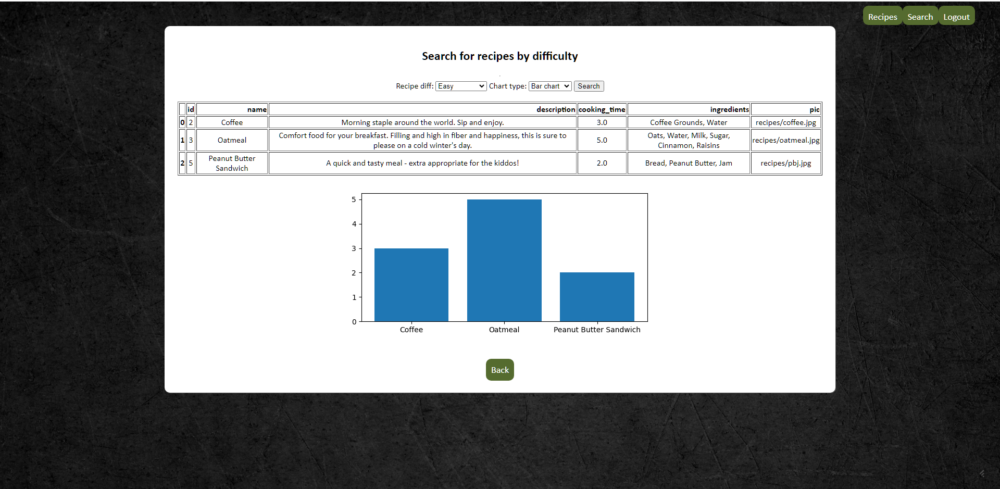 Recipes Search Logout
Search for recipes by difficulty
Recipe diff: Easy Chart type: Bar chart Search
id name description cooking_time ingredients pic
0 2 Coffee Morning staple around the world. Sip and enjoy. 3.0 Coffee Grounds, Water recipes/coffee.jpg
1 3 Oatmeal Comfort food for your breakfast. Filling and high in fiber and happiness, this is sure to
please on a cold winter's day. 5.0 Oats, Water, Milk, Sugar,
Cinnamon, Raisins recipes/oatmeal.jpg
2 5 Peanut Butter
Sandwich A quick and tasty meal - extra appropriate for the kiddos! 2.0 Bread, Peanut Butter, Jam recipes/pbj.jpg
5
4
3
2
1
0
Coffee Oatmeal Peanut Butter Sandwich
Back